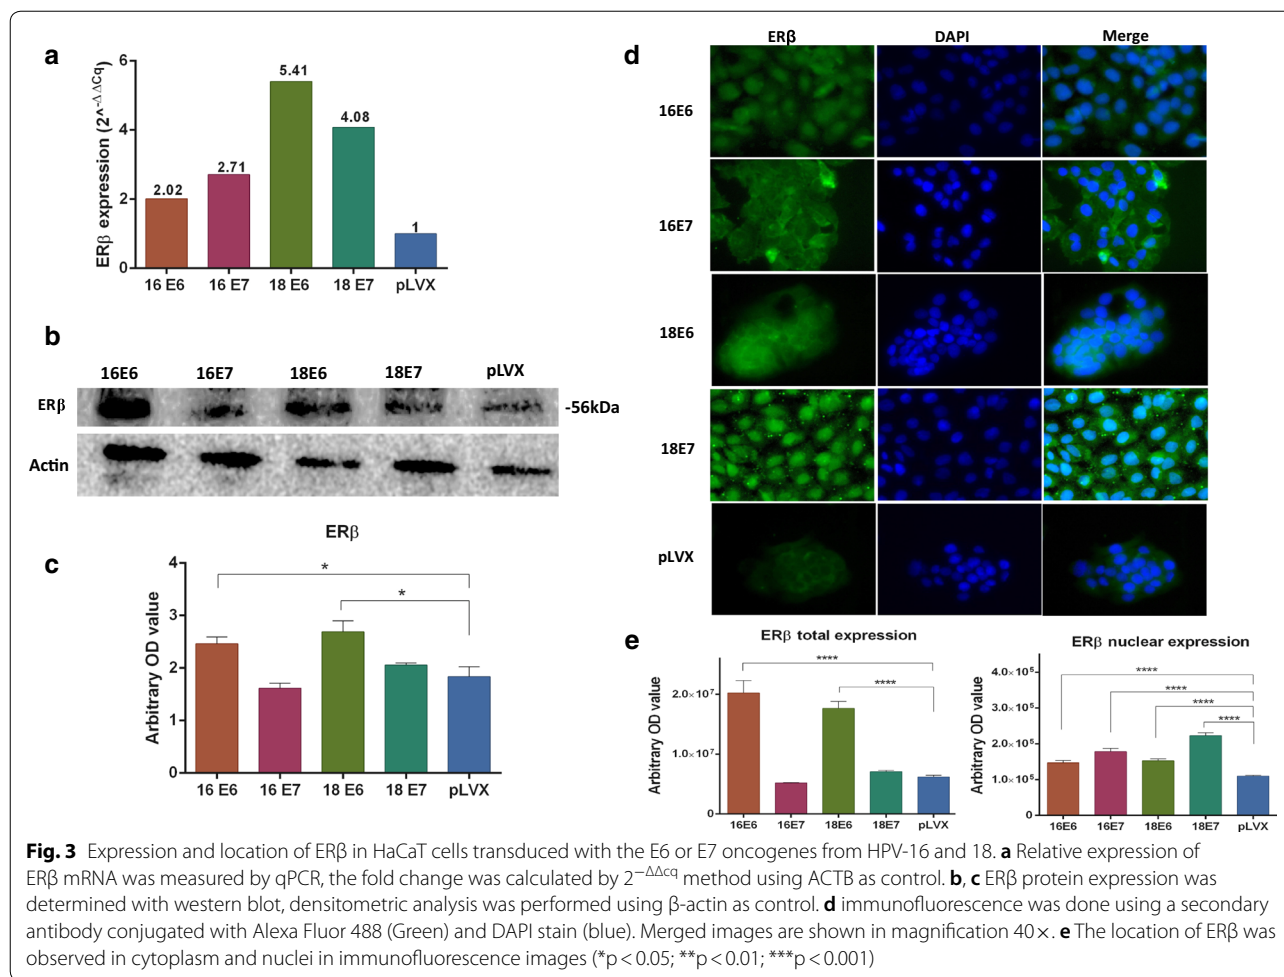 a
ERβ expression (2^-ΔΔCq)
6
4
2
0
2.02
2.71
5.41
4.08
1
16 E6 16 E7 18 E6 18 E7 pLVX
b
16E6 16E7 18E6 18E7 pLVX
ERβ
-56kDa
Actin
c
ERβ
Arbitrary OD value
4
3
2
1
0
*
*
16 E6 16 E7 18 E6 18 E7 pLVX
d
ERβ DAPI Merge
16E6
16E7
18E6
18E7
pLVX
e
ERβ total expression
Arbitrary OD value
2.0×10⁷
1.0×10⁷
0
****
****
16E6 16E7 18E6 18E7 pLVX
ERβ nuclear expression
Arbitrary OD value
4.0×10⁵
3.0×10⁵
2.0×10⁵
1.0×10⁵
0
****
****
****
****
16E6 16E7 18E6 18E7 pLVX
Fig. 3 Expression and location of ERβ in HaCaT cells transduced with the E6 or E7 oncogenes from HPV-16 and 18. a Relative expression of
ERβ mRNA was measured by qPCR, the fold change was calculated by 2⁻ΔΔcq method using ACTB as control. b, c ERβ protein expression was
determined with western blot, densitometric analysis was performed using β-actin as control. d immunofluorescence was done using a secondary
antibody conjugated with Alexa Fluor 488 (Green) and DAPI stain (blue). Merged images are shown in magnification 40×. e The location of ERβ was
observed in cytoplasm and nuclei in immunofluorescence images (*p < 0.05; **p < 0.01; ***p < 0.001)